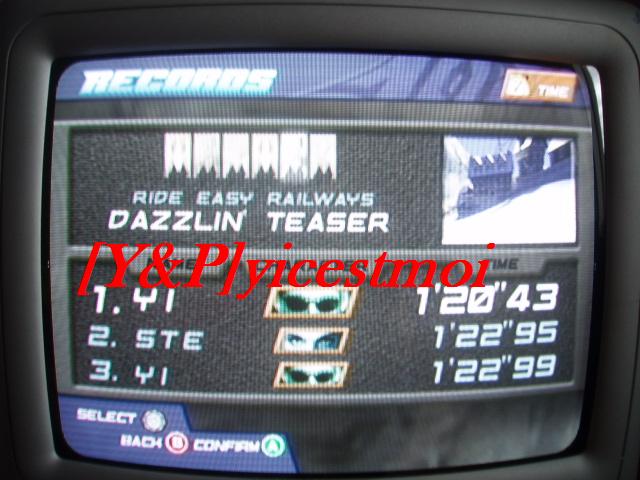 RECORDS
TIME
RIDE EASY RAILWAYS
DAZZLIN' TEASER
[Y&P]yicestmoi
TIME
1. YI 1'20"43
2. STE 1'22"95
3. YI 1'22"99
SELECT
BACK B CONFIRM A